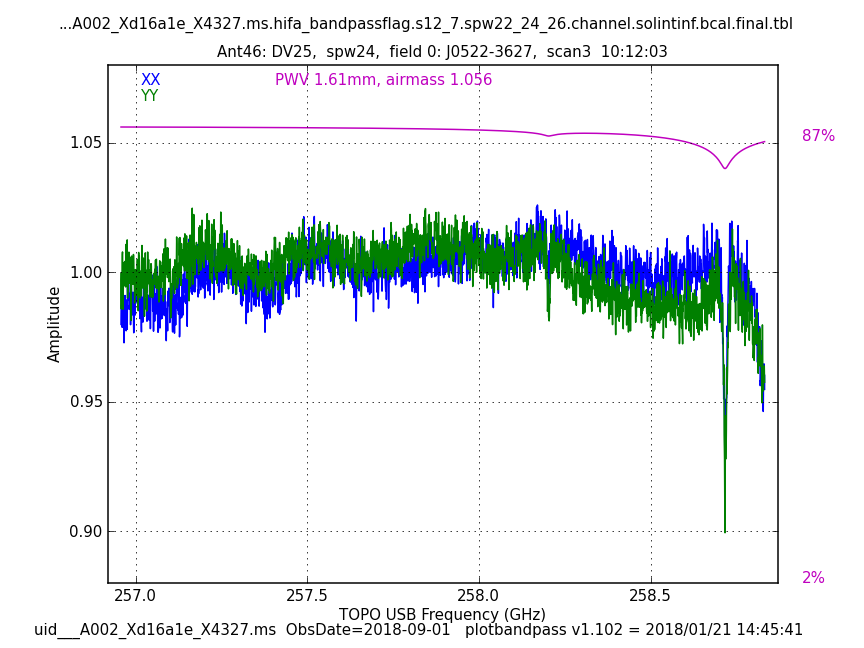 ...A002_Xd16a1e_X4327.ms.hifa_bandpassflag.s12_7.spw22_24_26.channel.solintinf.bcal.final.tbl
Ant46: DV25,  spw24,  field 0: J0522-3627,  scan3  10:12:03
XX
PWV 1.61mm, airmass 1.056
YY
87%
1.05
1.00
Amplitude
0.95
0.90
2%
257.0
257.5
258.0
258.5
TOPO USB Frequency (GHz)
uid___A002_Xd16a1e_X4327.ms  ObsDate=2018-09-01   plotbandpass v1.102 = 2018/01/21 14:45:41